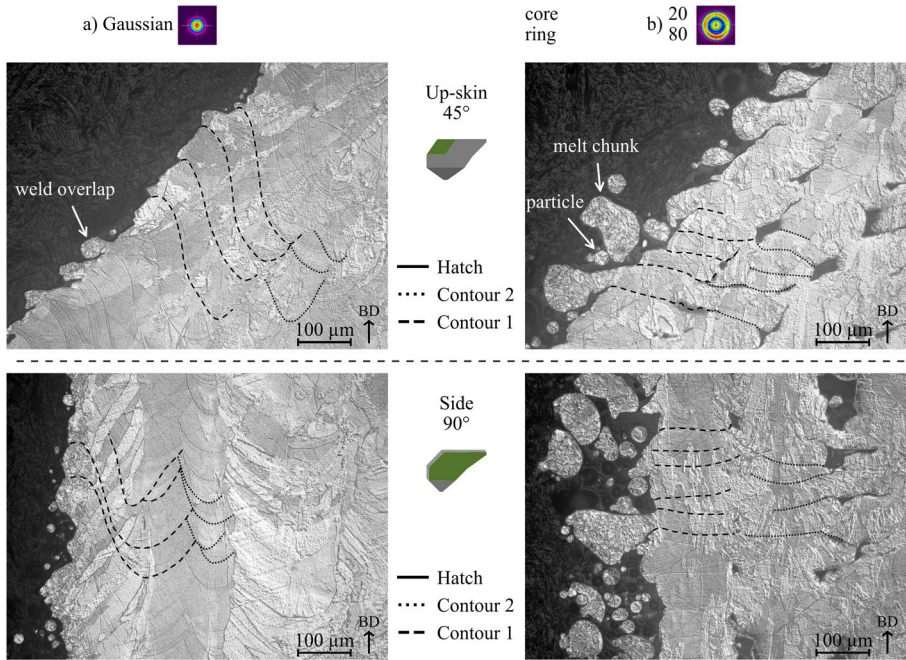 a) Gaussian
core
ring
b) 20
80
Up-skin
45°
weld overlap
melt chunk
particle
Hatch
Contour 2
Contour 1
BD
100 µm
BD
100 µm
Side
90°
Hatch
Contour 2
Contour 1
BD
100 µm
BD
100 µm